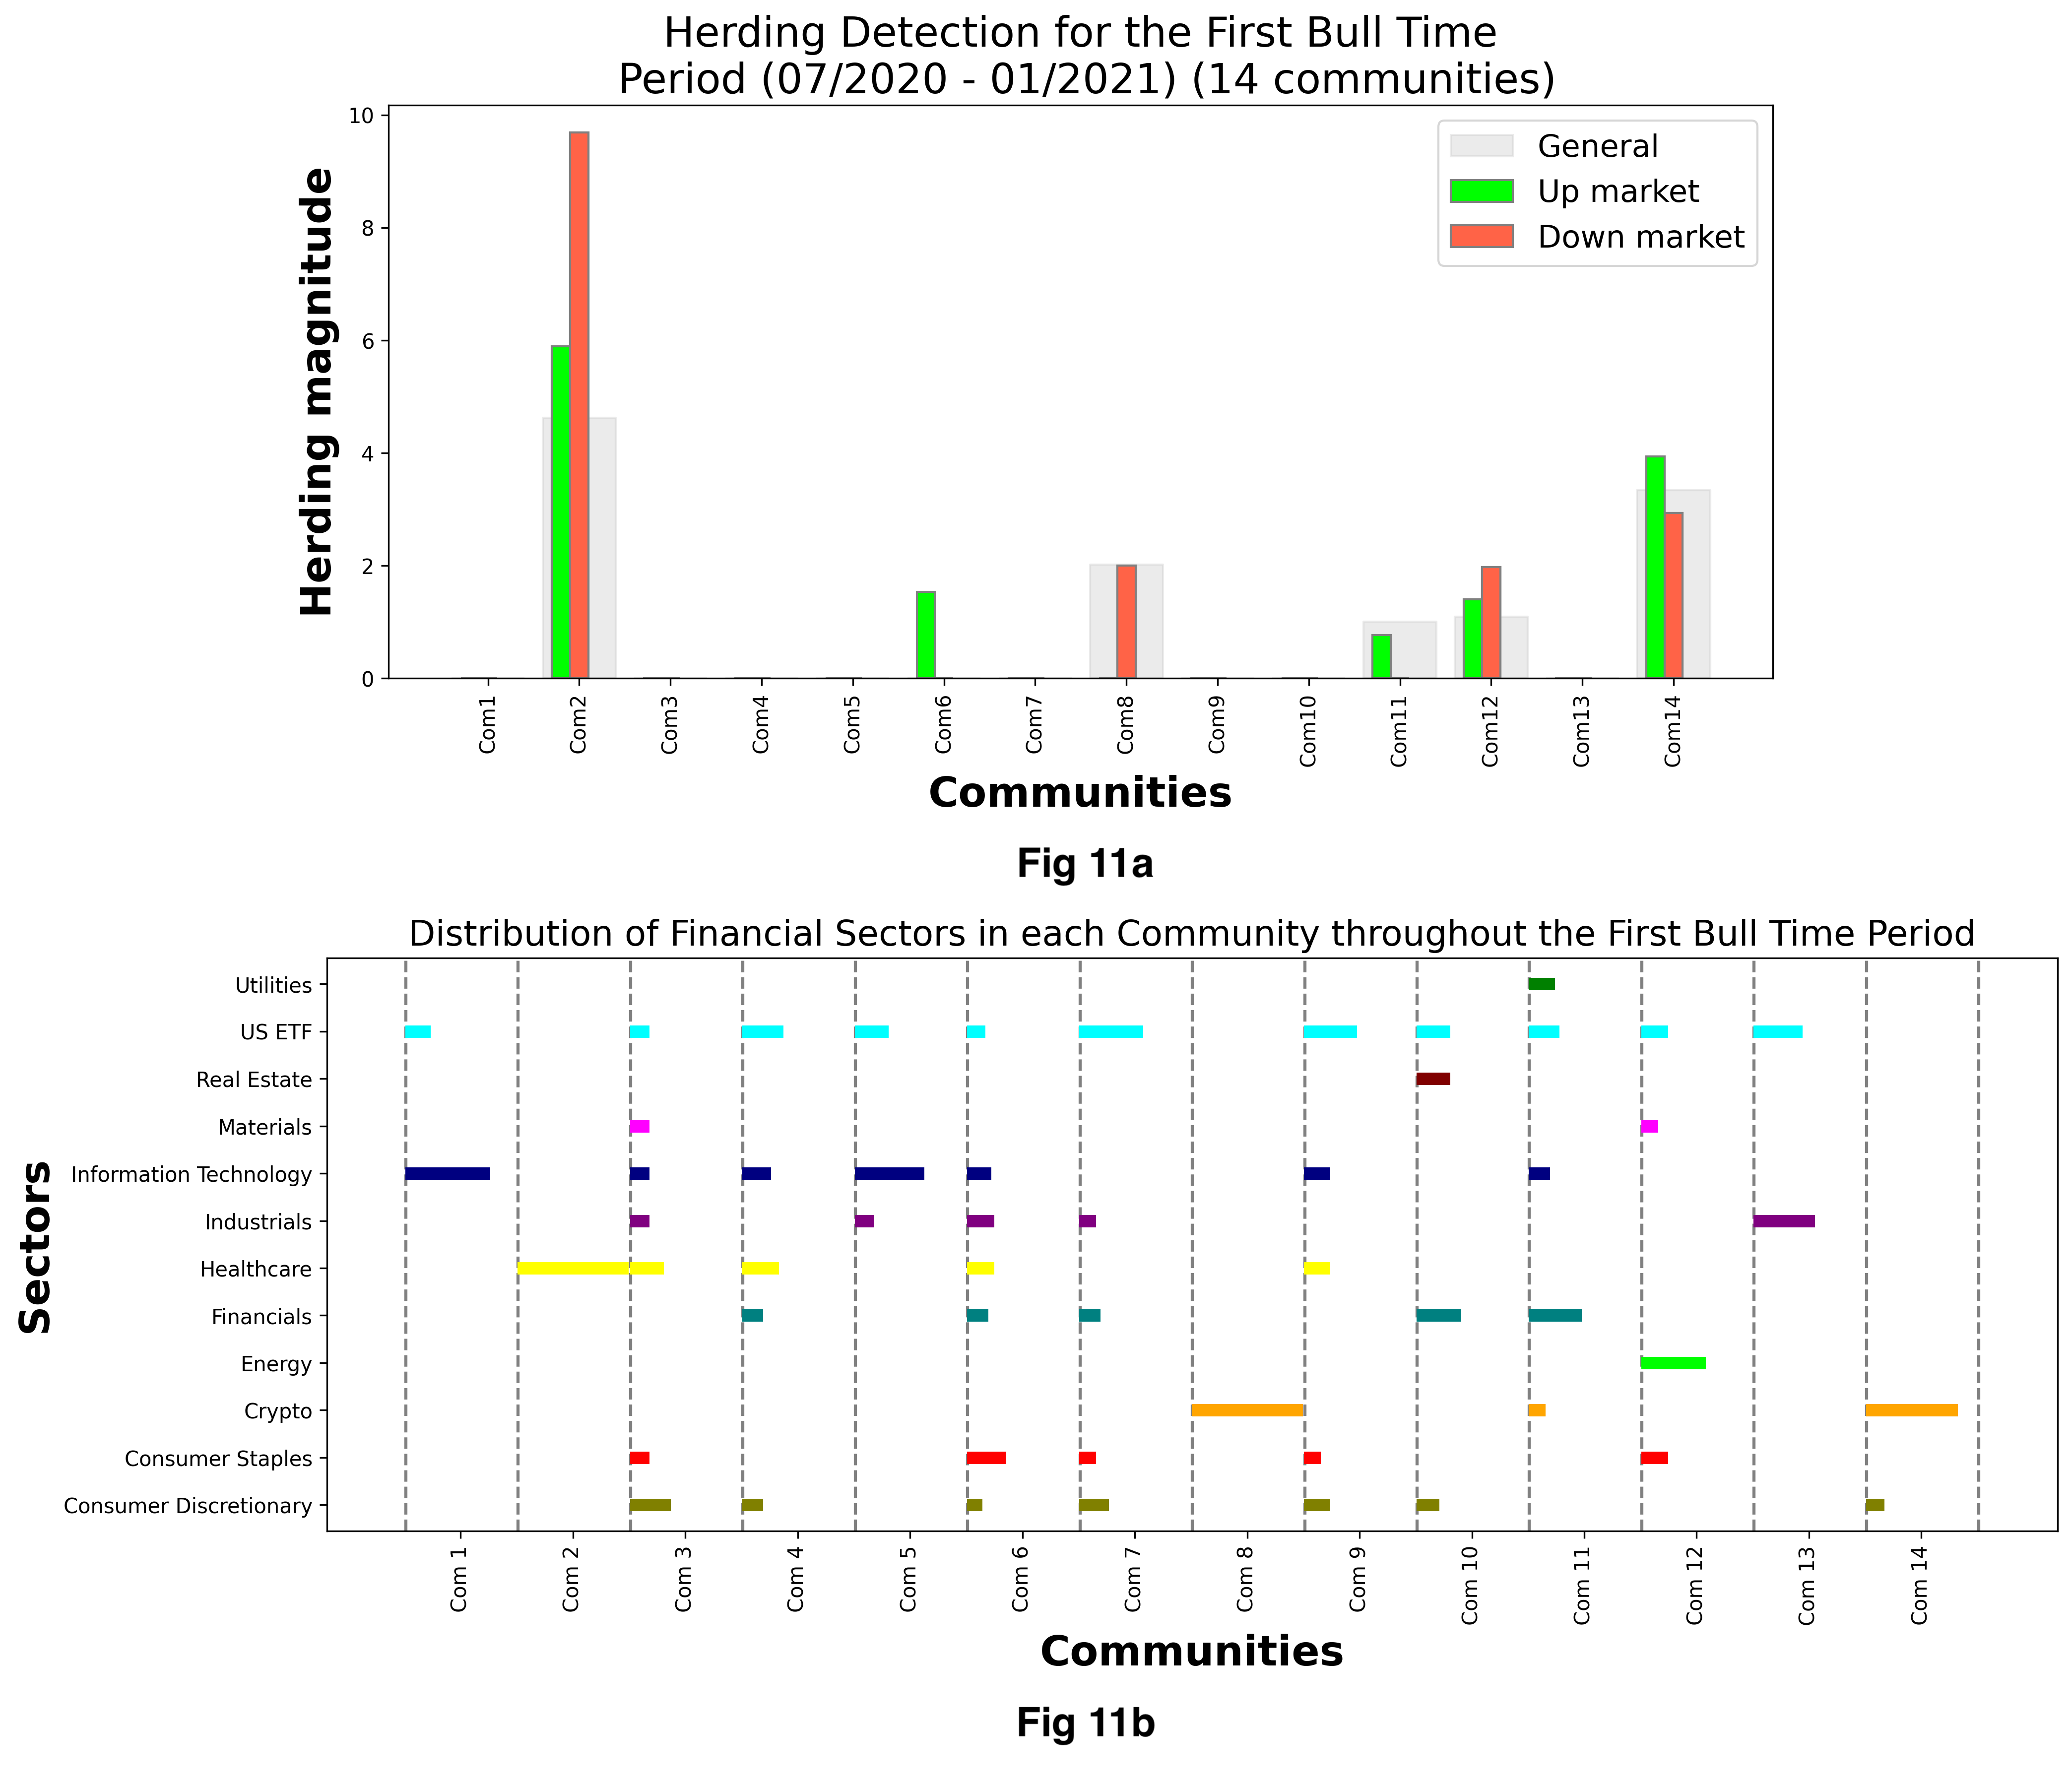 Herding Detection for the First Bull Time
Period (07/2020 - 01/2021) (14 communities)
Herding magnitude
10
8
6
4
2
0
General
Up market
Down market
Com1
Com2
Com3
Com4
Com5
Com6
Com7
Com8
Com9
Com10
Com11
Com12
Com13
Com14
Communities
Fig 11a
Distribution of Financial Sectors in each Community throughout the First Bull Time Period
Sectors
Utilities
US ETF
Real Estate
Materials
Information Technology
Industrials
Healthcare
Financials
Energy
Crypto
Consumer Staples
Consumer Discretionary
Com 1
Com 2
Com 3
Com 4
Com 5
Com 6
Com 7
Com 8
Com 9
Com 10
Com 11
Com 12
Com 13
Com 14
Communities
Fig 11b